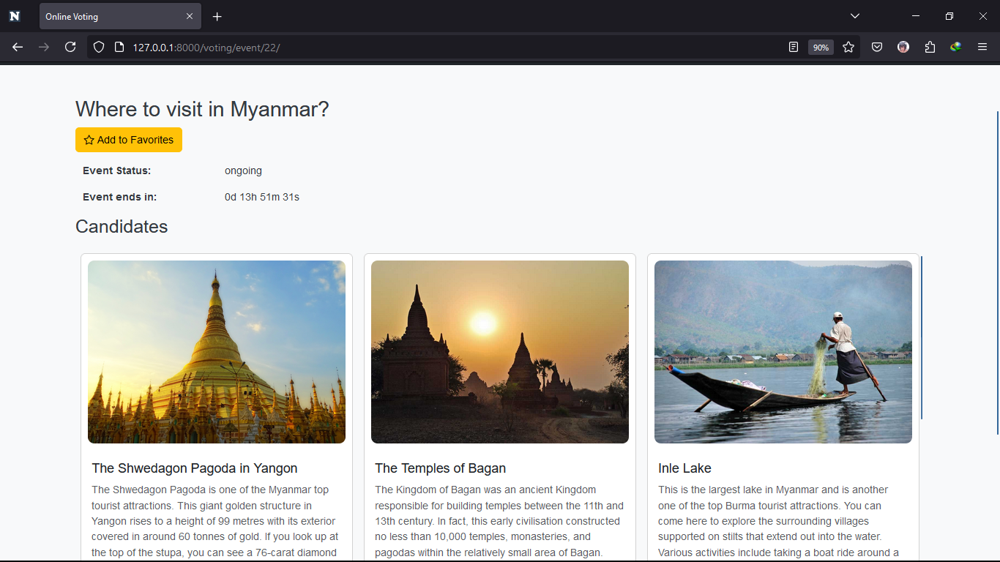 N
Online Voting
127.0.0.1:8000/voting/event/22/
90%
Where to visit in Myanmar?
Add to Favorites
Event Status: ongoing
Event ends in: 0d 13h 51m 31s
Candidates
The Shwedagon Pagoda in Yangon
The Shwedagon Pagoda is one of the Myanmar top
tourist attractions. This giant golden structure in
Yangon rises to a height of 99 metres with its exterior
covered in around 60 tonnes of gold. If you look up at
the top of the stupa, you can see a 76-carat diamond
The Temples of Bagan
The Kingdom of Bagan was an ancient Kingdom
responsible for building temples between the 11th and
13th century. In fact, this early civilisation constructed
no less than 10,000 temples, monasteries, and
pagodas within the relatively small area of Bagan.
Inle Lake
This is the largest lake in Myanmar and is another
one of the top Burma tourist attractions. You can
come here to explore the surrounding villages
supported on stilts that extend out into the water.
Various activities include taking a boat ride around a